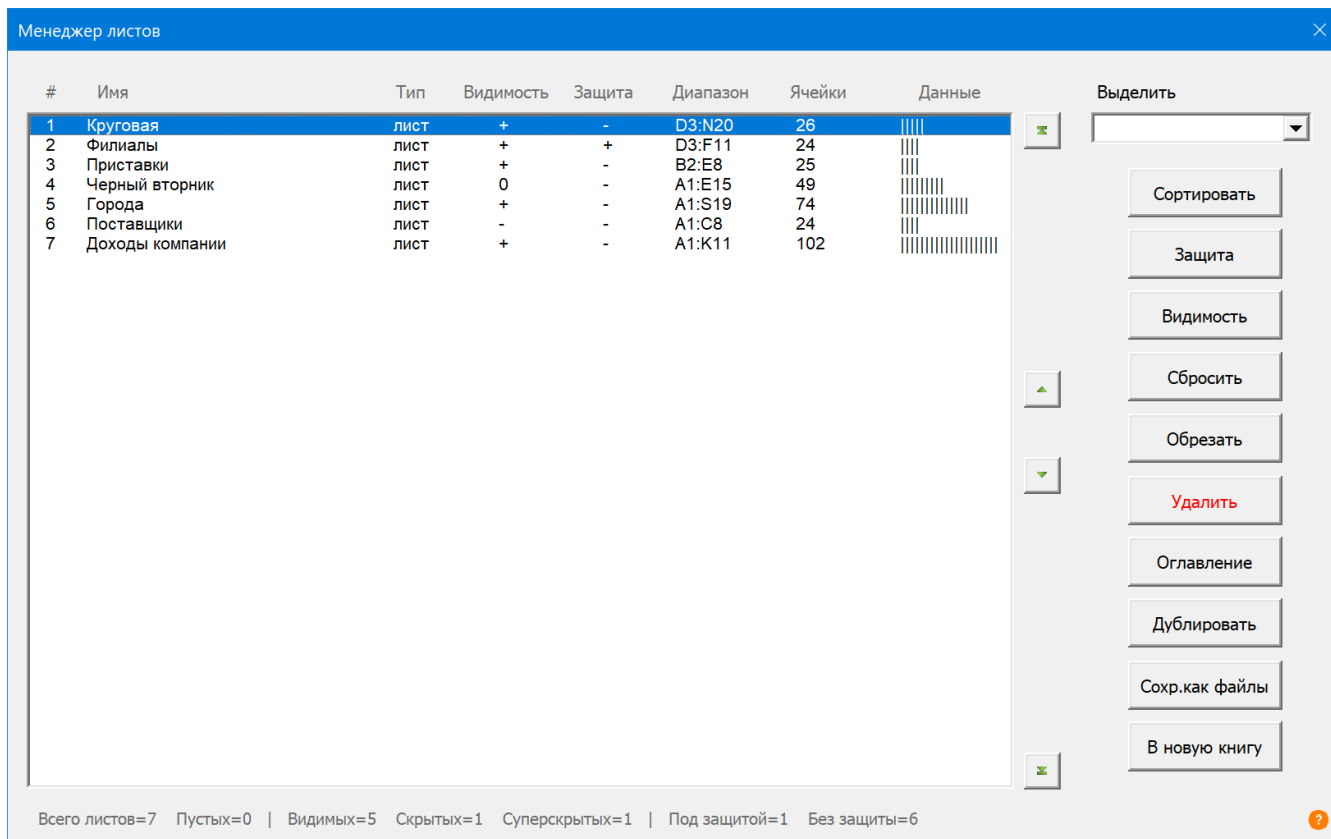 Менеджер листов
# Имя Тип Видимость Защита Диапазон Ячейки Данные
1 Круговая лист + - D3:N20 26 |||||
2 Филиалы лист + + D3:F11 24 ||||
3 Приставки лист + - B2:E8 25 ||||
4 Черный вторник лист 0 - A1:E15 49 |||||||||
5 Города лист + - A1:S19 74 ||||||||||||||
6 Поставщики лист - - A1:C8 24 ||||
7 Доходы компании лист + - A1:K11 102 ||||||||||||||||||||
Выделить
Сортировать
Защита
Видимость
Сбросить
Обрезать
Удалить
Оглавление
Дублировать
Сохр.как файлы
В новую книгу
Всего листов=7 Пустых=0 | Видимых=5 Скрытых=1 Суперскрытых=1 | Под защитой=1 Без защиты=6
?